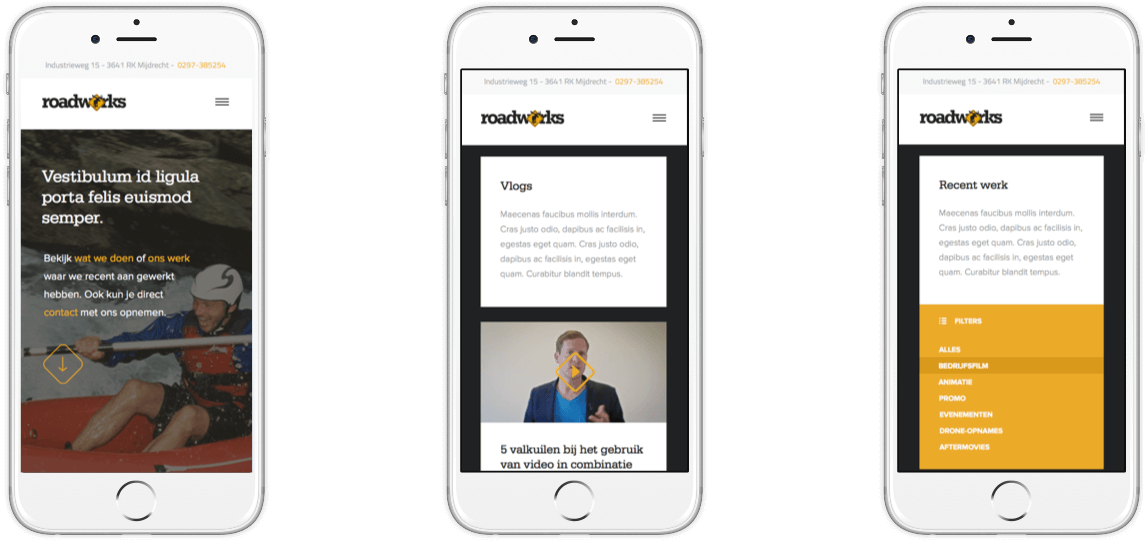 Industrieweg 15 - 3641 RK Mijdrecht - 0297-385254
roadworks
Vestibulum id ligula
porta felis euismod
semper.
Bekijk wat we doen of ons werk
waar we recent aan gewerkt
hebben. Ook kun je direct
contact met ons opnemen.
Industrieweg 15 - 3641 RK Mijdrecht - 0297-385254
roadworks
Vlogs
Maecenas faucibus mollis interdum.
Cras justo odio, dapibus ac facilisis in,
egestas eget quam. Cras justo odio,
dapibus ac facilisis in, egestas eget
quam. Curabitur blandit tempus.
5 valkuilen bij het gebruik
van video in combinatie
Industrieweg 15 - 3641 RK Mijdrecht - 0297-385254
roadworks
Recent werk
Maecenas faucibus mollis interdum.
Cras justo odio, dapibus ac facilisis in,
egestas eget quam. Cras justo odio,
dapibus ac facilisis in, egestas eget
quam. Curabitur blandit tempus.
FILTERS
ALLES
BEDRIJFSFILM
ANIMATIE
PROMO
EVENEMENTEN
DRONE-OPNAMES
AFTERMOVIES